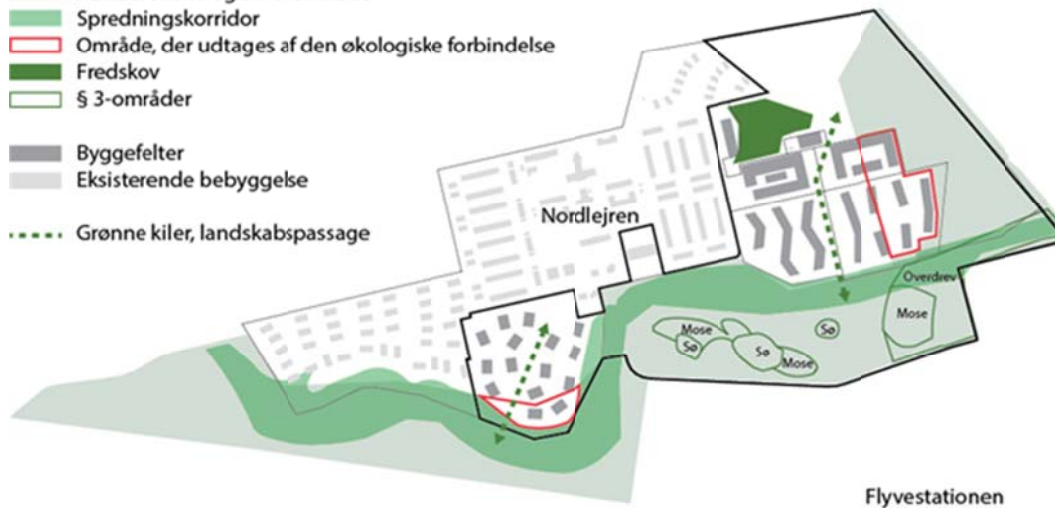 Spredningskorridor
Område, der udtages af den økologiske forbindelse
Fredskov
§ 3-områder
Byggefelter
Eksisterende bebyggelse
Grønne kiler, landskabspassage
Nordlejren
Overdrev
Mose
Mose
Sø
Sø
Sø
Mose
Flyvestationen